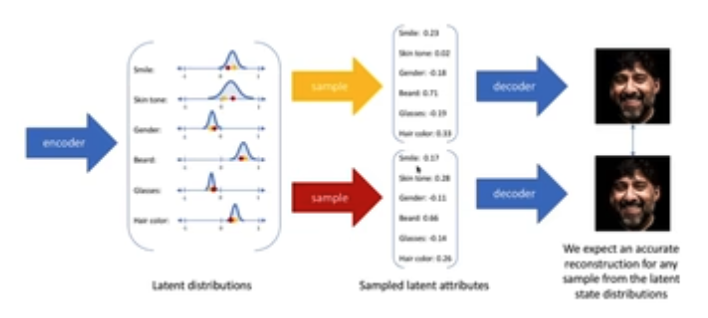 encoder
Smile:
Skin tone:
Gender:
Beard:
Glasses:
Hair color:
Latent distributions
sample
sample
Smile: 0.23
Skin tone: 0.02
Gender: -0.18
Beard: 0.71
Glasses: -0.19
Hair color: 0.33
Smile: 0.17
Skin tone: 0.28
Gender: -0.11
Beard: 0.66
Glasses: -0.14
Hair color: 0.26
Sampled latent attributes
decoder
decoder
We expect an accurate
reconstruction for any
sample from the latent
state distributions